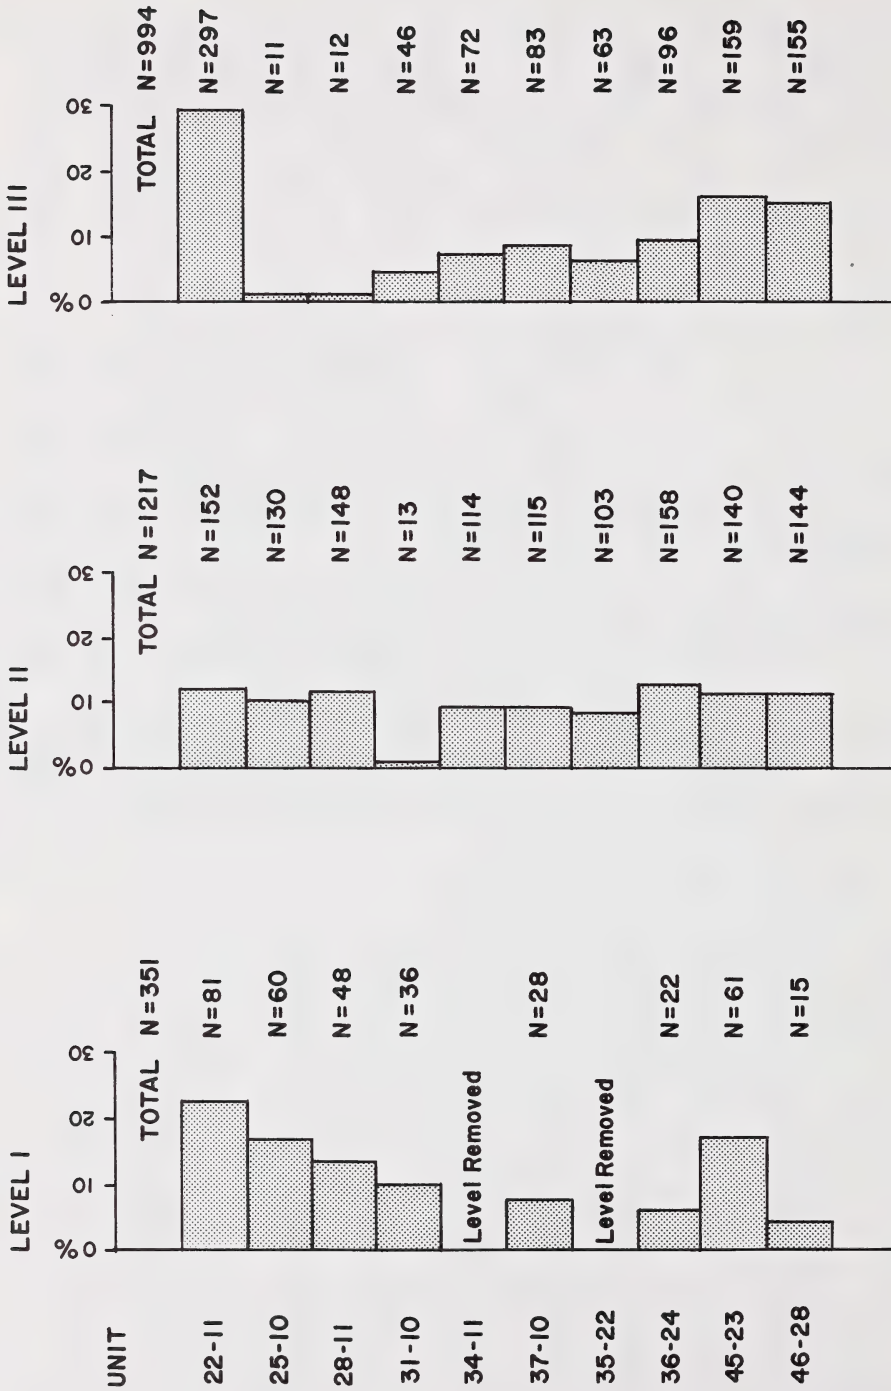 UNIT
22-11
25-10
28-11
31-10
34-11
37-10
35-22
36-24
45-23
46-28
LEVEL I
% 0
10
20
30
TOTAL N=351
N=81
N=60
N=48
N=36
Level Removed
N=28
Level Removed
N=22
N=61
N=15
LEVEL II
% 0
10
20
30
TOTAL N=1217
N=152
N=130
N=148
N=13
N=114
N=115
N=103
N=158
N=140
N=144
LEVEL III
% 0
10
20
30
TOTAL N=994
N=297
N=11
N=12
N=46
N=72
N=83
N=63
N=96
N=159
N=155